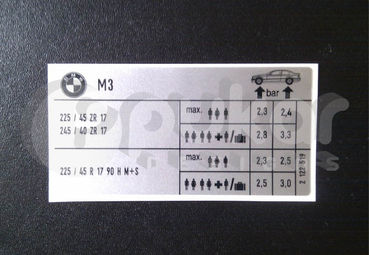 BMW M3
bar
225 / 45 ZR 17 max. 2,3 2,4
245 / 40 ZR 17 + / 2,8 3,3
max. 2,3 2,5
225 / 45 R 17 90 H M+S
+ / 2,5 3,0
2 122 519